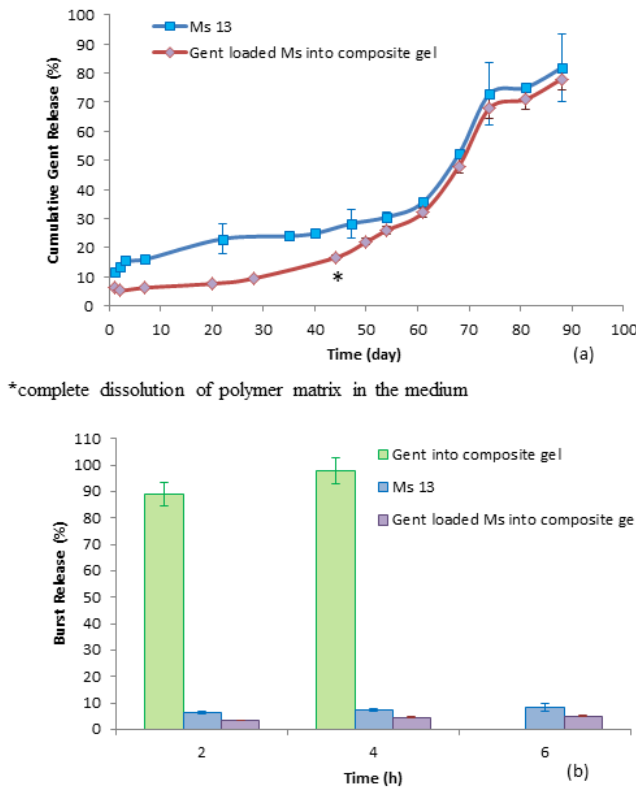 Ms 13
Gent loaded Ms into composite gel
Cumulative Gent Release (%)
100
90
80
70
60
50
40
30
20
10
0
*
0 10 20 30 40 50 60 70 80 90 100
Time (day)
(a)
*complete dissolution of polymer matrix in the medium
Gent into composite gel
Ms 13
Gent loaded Ms into composite ge
Burst Release (%)
110
100
90
80
70
60
50
40
30
20
10
0
2 4 6
Time (h)
(b)